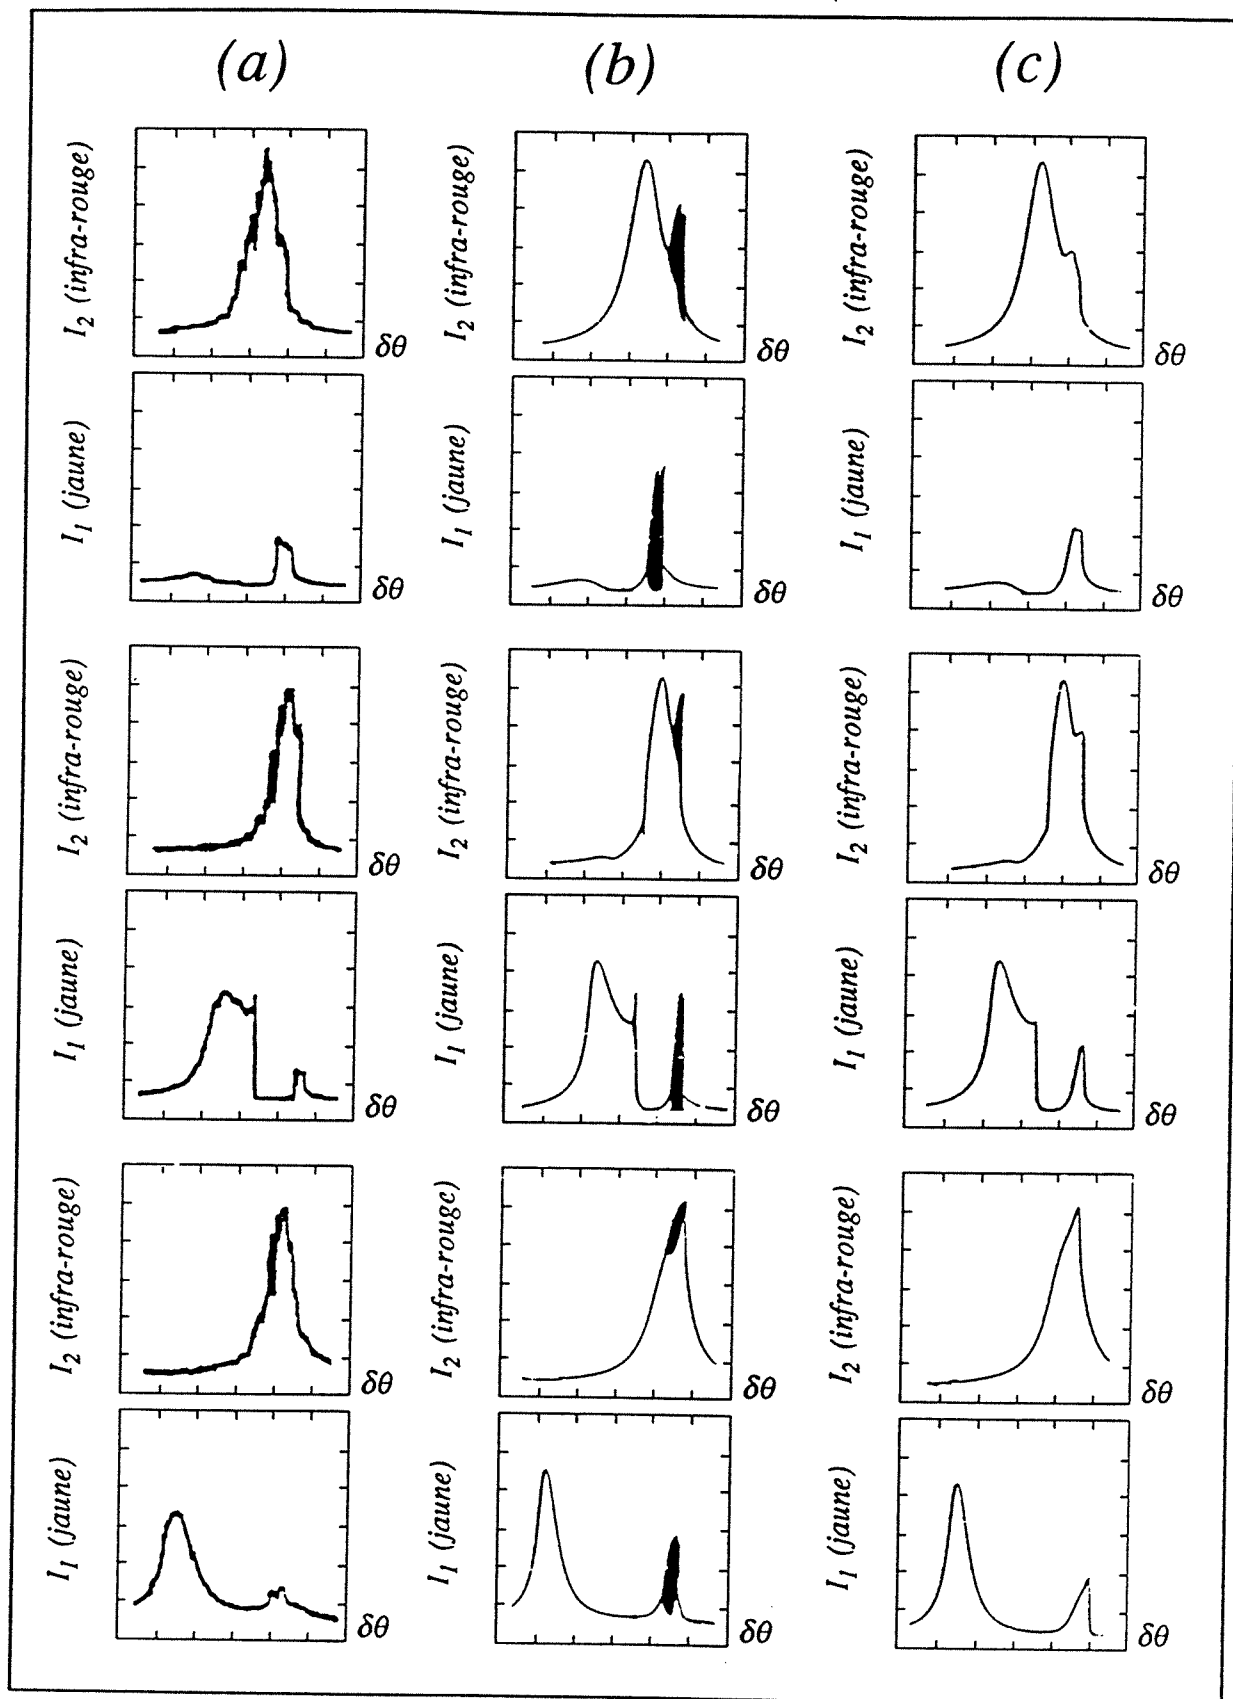 (a) (b) (c)
I₂ (infra-rouge) δθ I₂ (infra-rouge) δθ I₂ (infra-rouge) δθ
I₁ (jaune) δθ I₁ (jaune) δθ I₁ (jaune) δθ
I₂ (infra-rouge) δθ I₂ (infra-rouge) δθ I₂ (infra-rouge) δθ
I₁ (jaune) δθ I₁ (jaune) δθ I₁ (jaune) δθ
I₂ (infra-rouge) δθ I₂ (infra-rouge) δθ I₂ (infra-rouge) δθ
I₁ (jaune) δθ I₁ (jaune) δθ I₁ (jaune) δθ